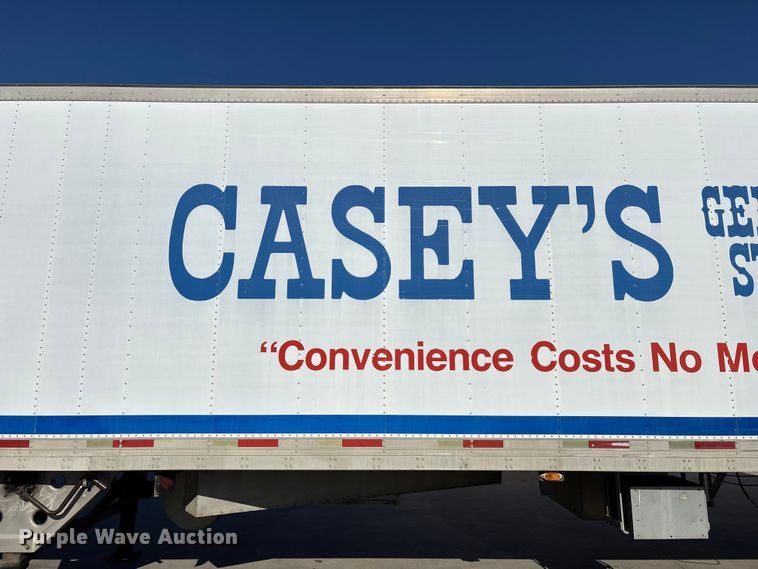 CASEY'S
“Convenience Costs No
Purple Wave Auction